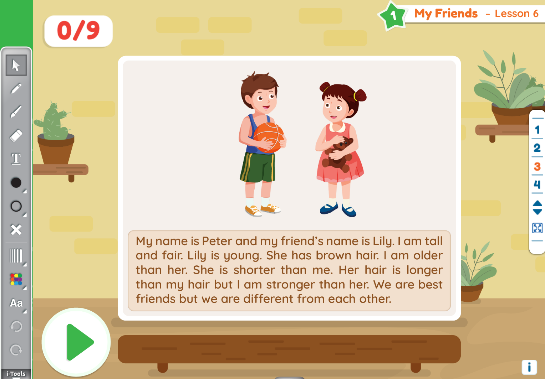 0/9
1 My Friends – Lesson 6
My name is Peter and my friend's name is Lily. I am tall
and fair. Lily is young. She has brown hair. I am older
than her. She is shorter than me. Her hair is longer
than my hair but I am stronger than her. We are best
friends but we are different from each other.
1
2
3
4
T
Aa
i-Tools
i